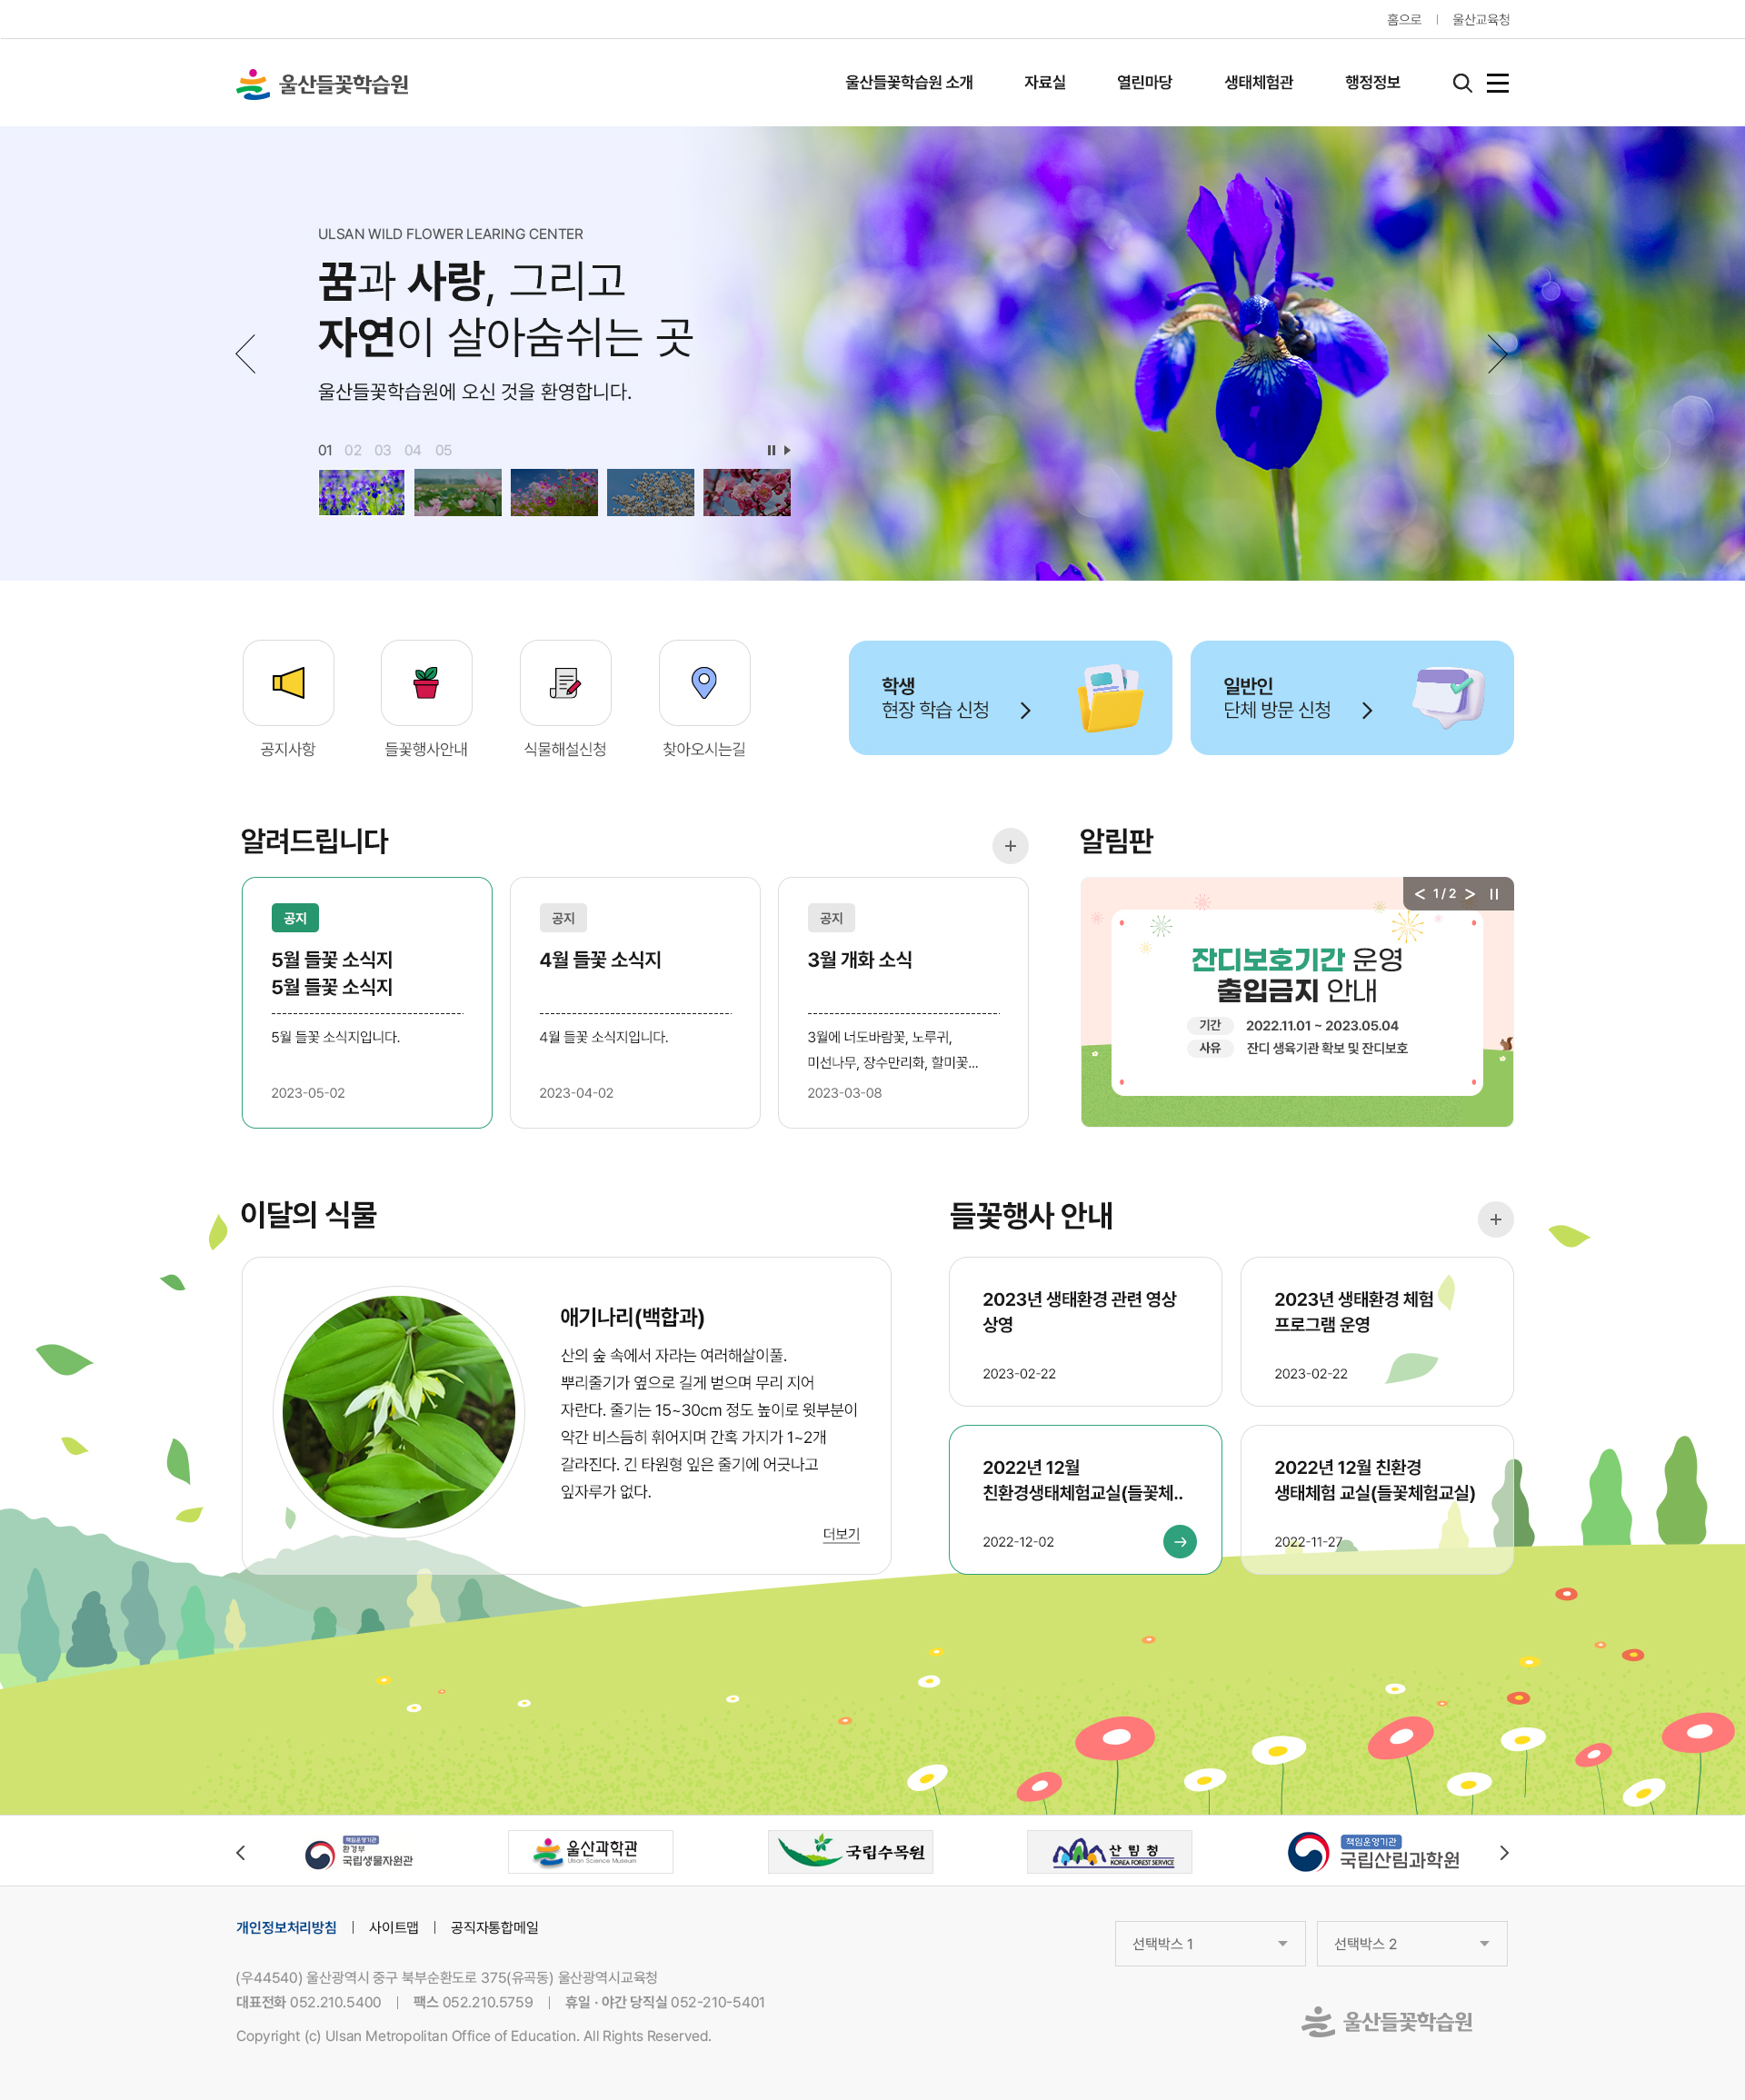 홈으로 | 울산교육청
울산들꽃학습원
울산들꽃학습원 소개 자료실 열린마당 생태체험관 행정정보
ULSAN WILD FLOWER LEARING CENTER
꿈과 사랑, 그리고
자연이 살아숨쉬는 곳
울산들꽃학습원에 오신 것을 환영합니다.
01 02 03 04 05
공지사항 들꽃행사안내 식물해설신청 찾아오시는길
학생
현장 학습 신청
일반인
단체 방문 신청
알려드립니다
공지
5월 들꽃 소식지
5월 들꽃 소식지
5월 들꽃 소식지입니다.
2023-05-02
공지
4월 들꽃 소식지
4월 들꽃 소식지입니다.
2023-04-02
공지
3월 개화 소식
3월에 너도바람꽃, 노루귀,
미선나무, 장수만리화, 할미꽃...
2023-03-08
알림판
< 1 / 2 >
잔디보호기간 운영
출입금지 안내
기간 2022.11.01 ~ 2023.05.04
사유 잔디 생육기관 확보 및 잔디보호
이달의 식물
애기나리(백합과)
산의 숲 속에서 자라는 여러해살이풀.
뿌리줄기가 옆으로 길게 벋으며 무리 지어
자란다. 줄기는 15~30cm 정도 높이로 윗부분이
약간 비스듬히 휘어지며 간혹 가지가 1~2개
갈라진다. 긴 타원형 잎은 줄기에 어긋나고
잎자루가 없다.
더보기
들꽃행사 안내
2023년 생태환경 관련 영상
상영
2023-02-22
2023년 생태환경 체험
프로그램 운영
2023-02-22
2022년 12월
친환경생태체험교실(들꽃체..
2022-12-02
2022년 12월 친환경
생태체험 교실(들꽃체험교실)
2022-11-27
책임운영기관
환경부
국립생물자원관
울산과학관
Ulsan Science Museum
국립수목원
산림청
KOREA FOREST SERVICE
책임운영기관
국립산림과학원
개인정보처리방침 | 사이트맵 | 공직자통합메일
선택박스 1
선택박스 2
(우44540) 울산광역시 중구 북부순환도로 375(유곡동) 울산광역시교육청
대표전화 052.210.5400 | 팩스 052.210.5759 | 휴일 · 야간 당직실 052-210-5401
Copyright (c) Ulsan Metropolitan Office of Education. All Rights Reserved.
울산들꽃학습원